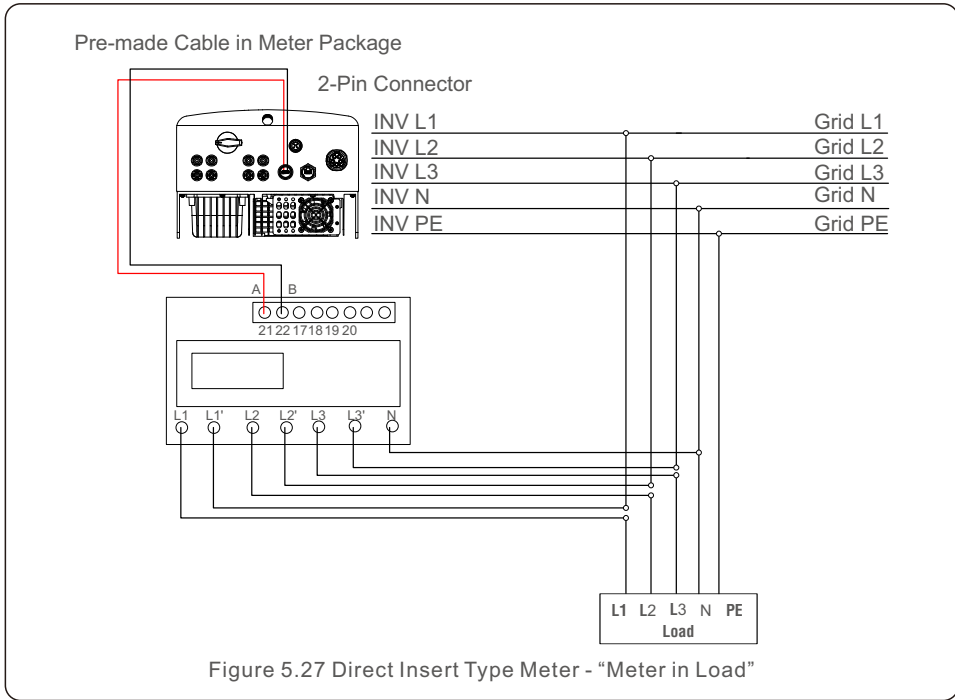 Pre-made Cable in Meter Package
2-Pin Connector
INV L1 Grid L1
INV L2 Grid L2
INV L3 Grid L3
INV N Grid N
INV PE Grid PE
A B
21 22 17 18 19 20
L1 L1' L2 L2' L3 L3' N
L1 L2 L3 N PE
Load
Figure 5.27 Direct Insert Type Meter - “Meter in Load”